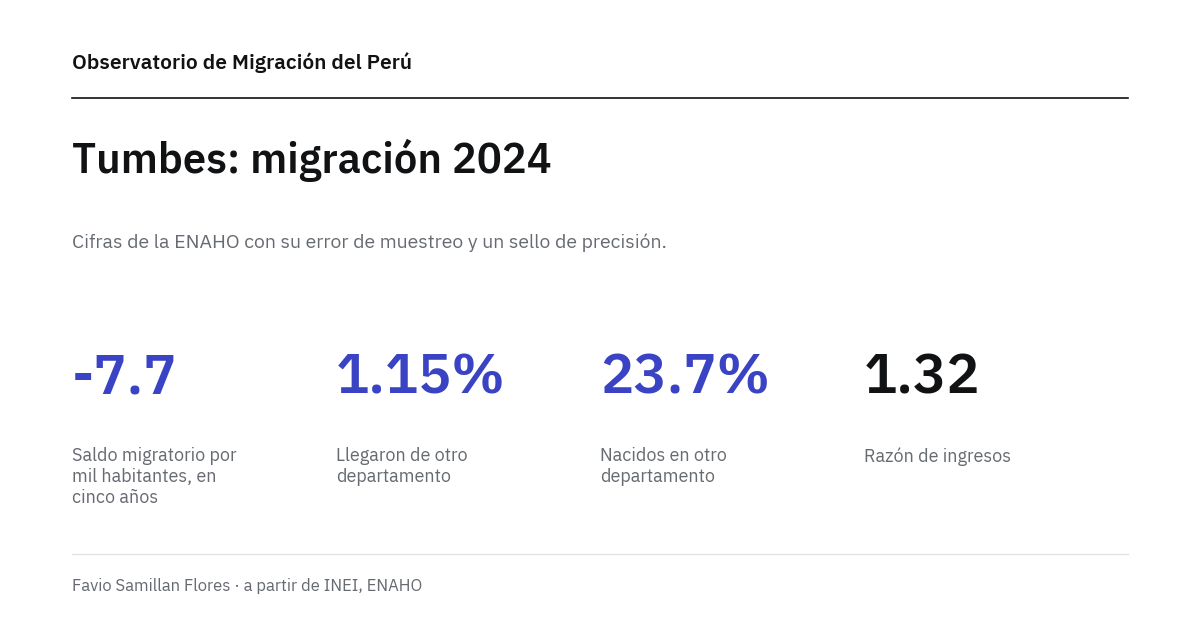 Observatorio de Migración del Perú
Tumbes: migración 2024
Cifras de la ENAHO con su error de muestreo y un sello de precisión.
-7.7
Saldo migratorio por
mil habitantes, en
cinco años
1.15%
Llegaron de otro
departamento
23.7%
Nacidos en otro
departamento
1.32
Razón de ingresos
Favio Samillan Flores · a partir de INEI, ENAHO